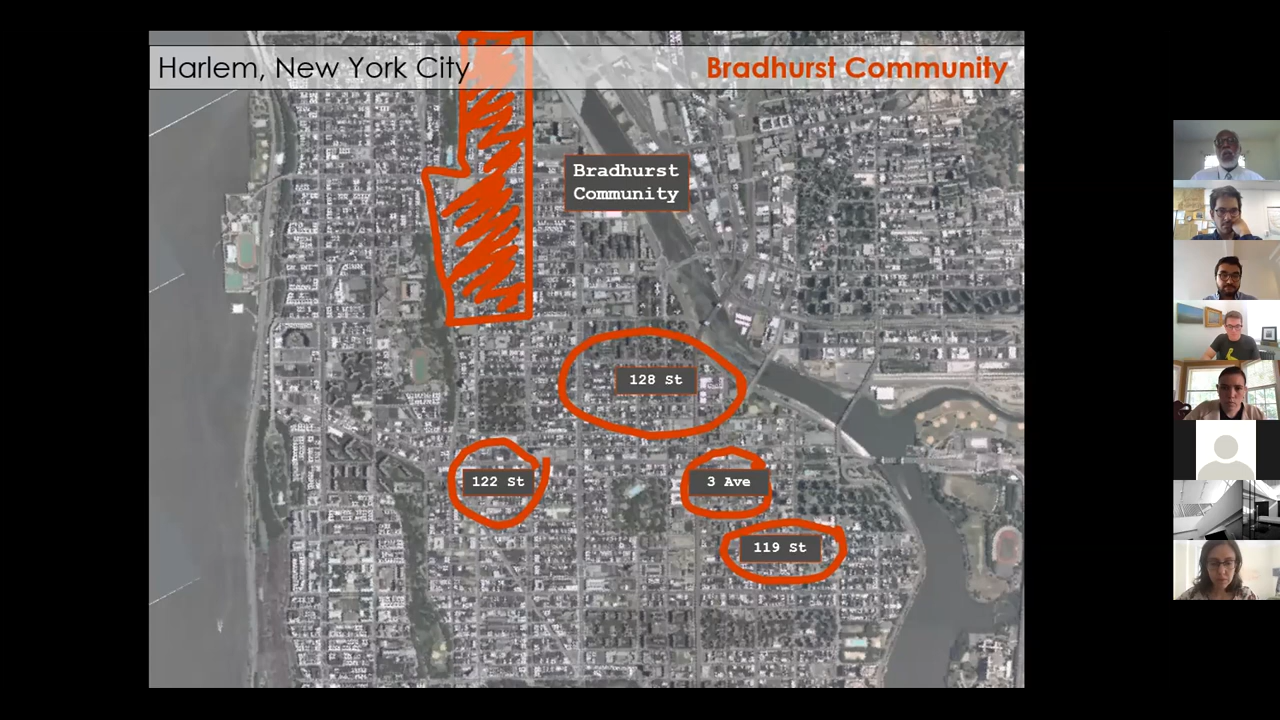 Harlem, New York City
Bradhurst Community
Bradhurst
Community
128 St
122 St
3 Ave
119 St